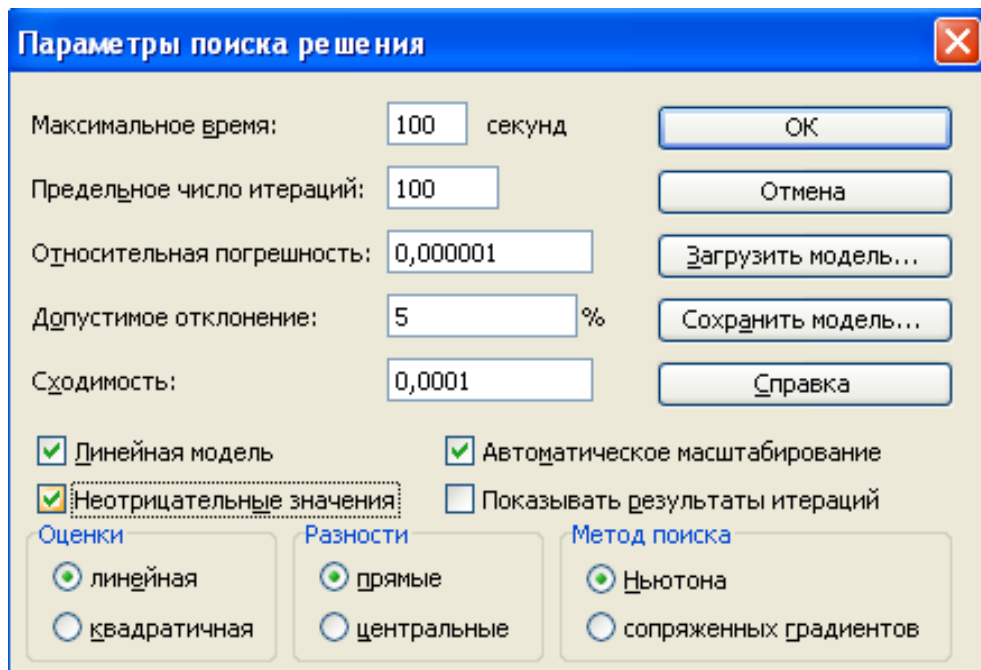 Параметры поиска решения
Максимальное время: 100 секунд
ОК
Предельное число итераций: 100
Отмена
Относительная погрешность: 0,000001
Загрузить модель...
Допустимое отклонение: 5 %
Сохранить модель...
Сходимость: 0,0001
Справка
Линейная модель
Автоматическое масштабирование
Неотрицательные значения
Показывать результаты итераций
Оценки
линейная
квадратичная
Разности
прямые
центральные
Метод поиска
Ньютона
сопряженных градиентов